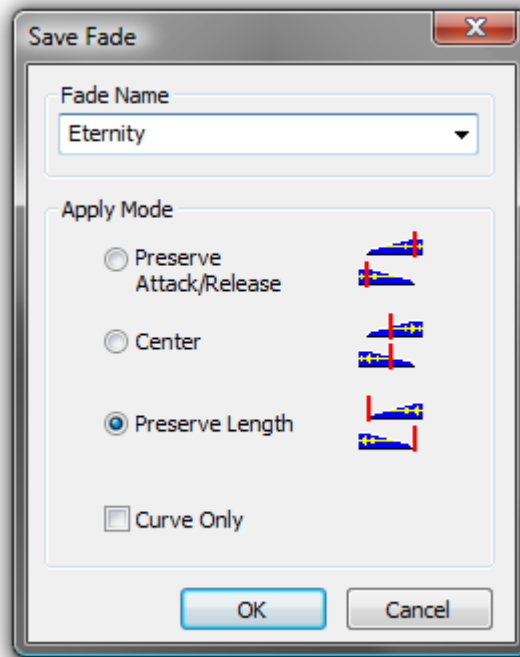 Save Fade
Fade Name
Eternity
Apply Mode
Preserve
Attack/Release
Center
Preserve Length
Curve Only
OK
Cancel